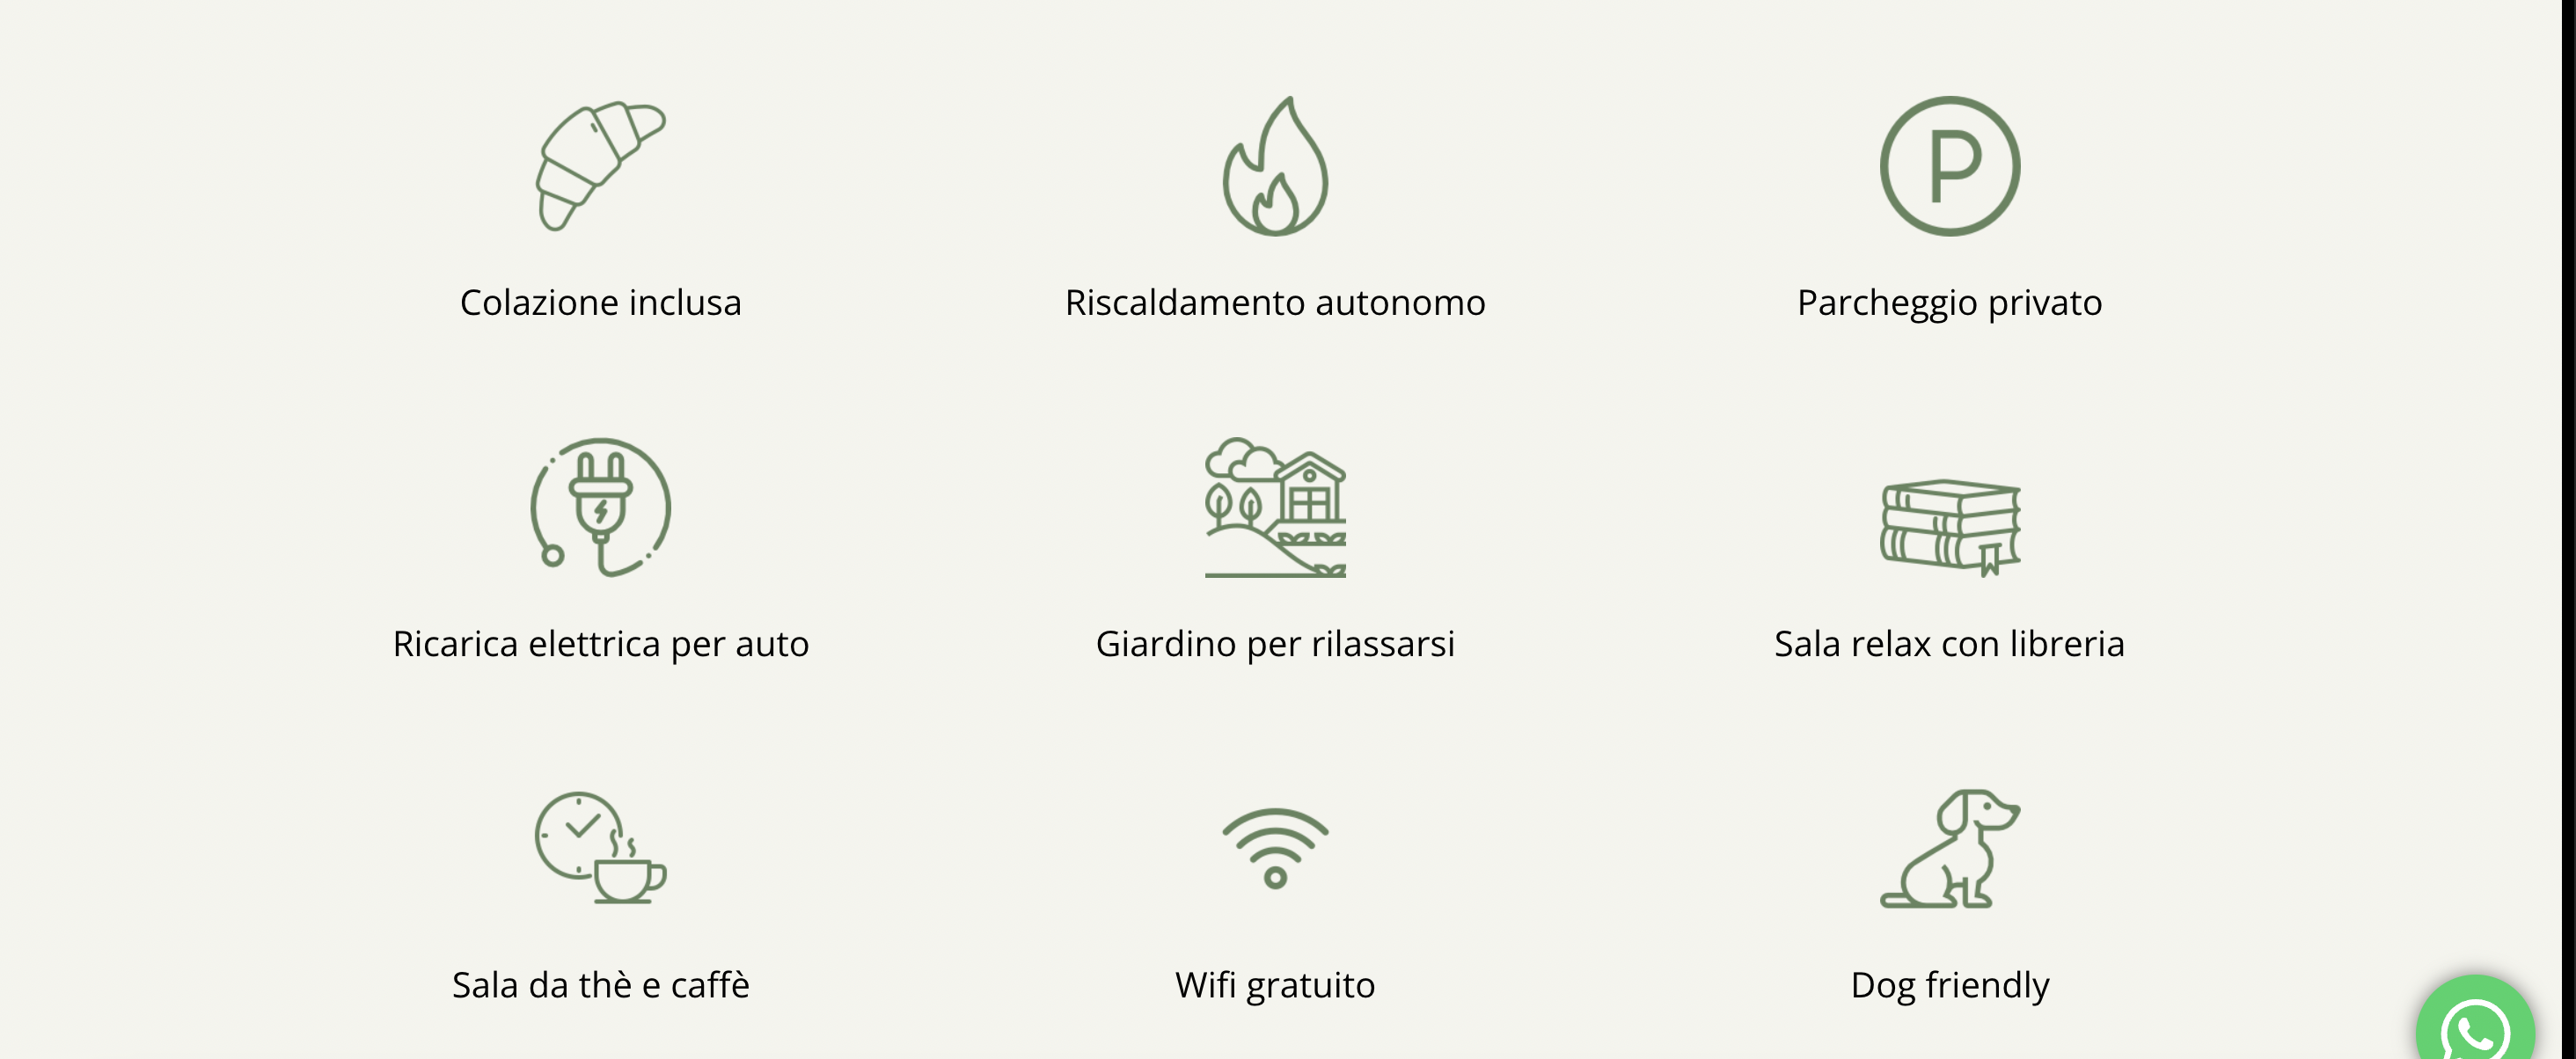 Colazione inclusa
Riscaldamento autonomo
P
Parcheggio privato
Ricarica elettrica per auto
Giardino per rilassarsi
Sala relax con libreria
Sala da thè e caffè
Wifi gratuito
Dog friendly